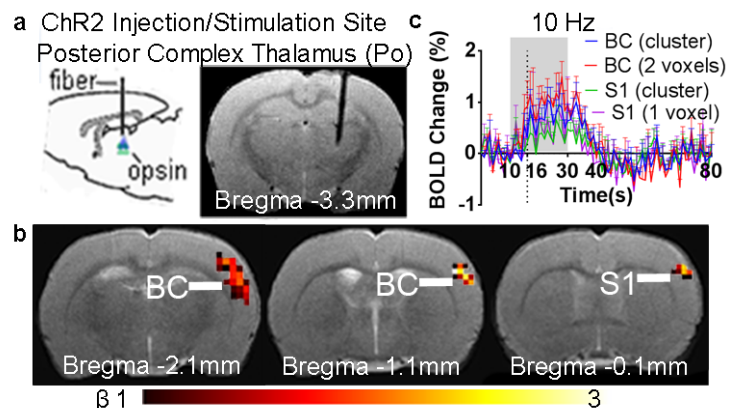 a ChR2 Injection/Stimulation Site
Posterior Complex Thalamus (Po)
fiber
opsin
Bregma -3.3mm
c 10 Hz
BOLD Change (%)
2
1
0
-1
BC (cluster)
BC (2 voxels)
S1 (cluster)
S1 (1 voxel)
10 16 30 40 80
Time(s)
b
BC
BC
S1
Bregma -2.1mm
Bregma -1.1mm
Bregma -0.1mm
β 1 3